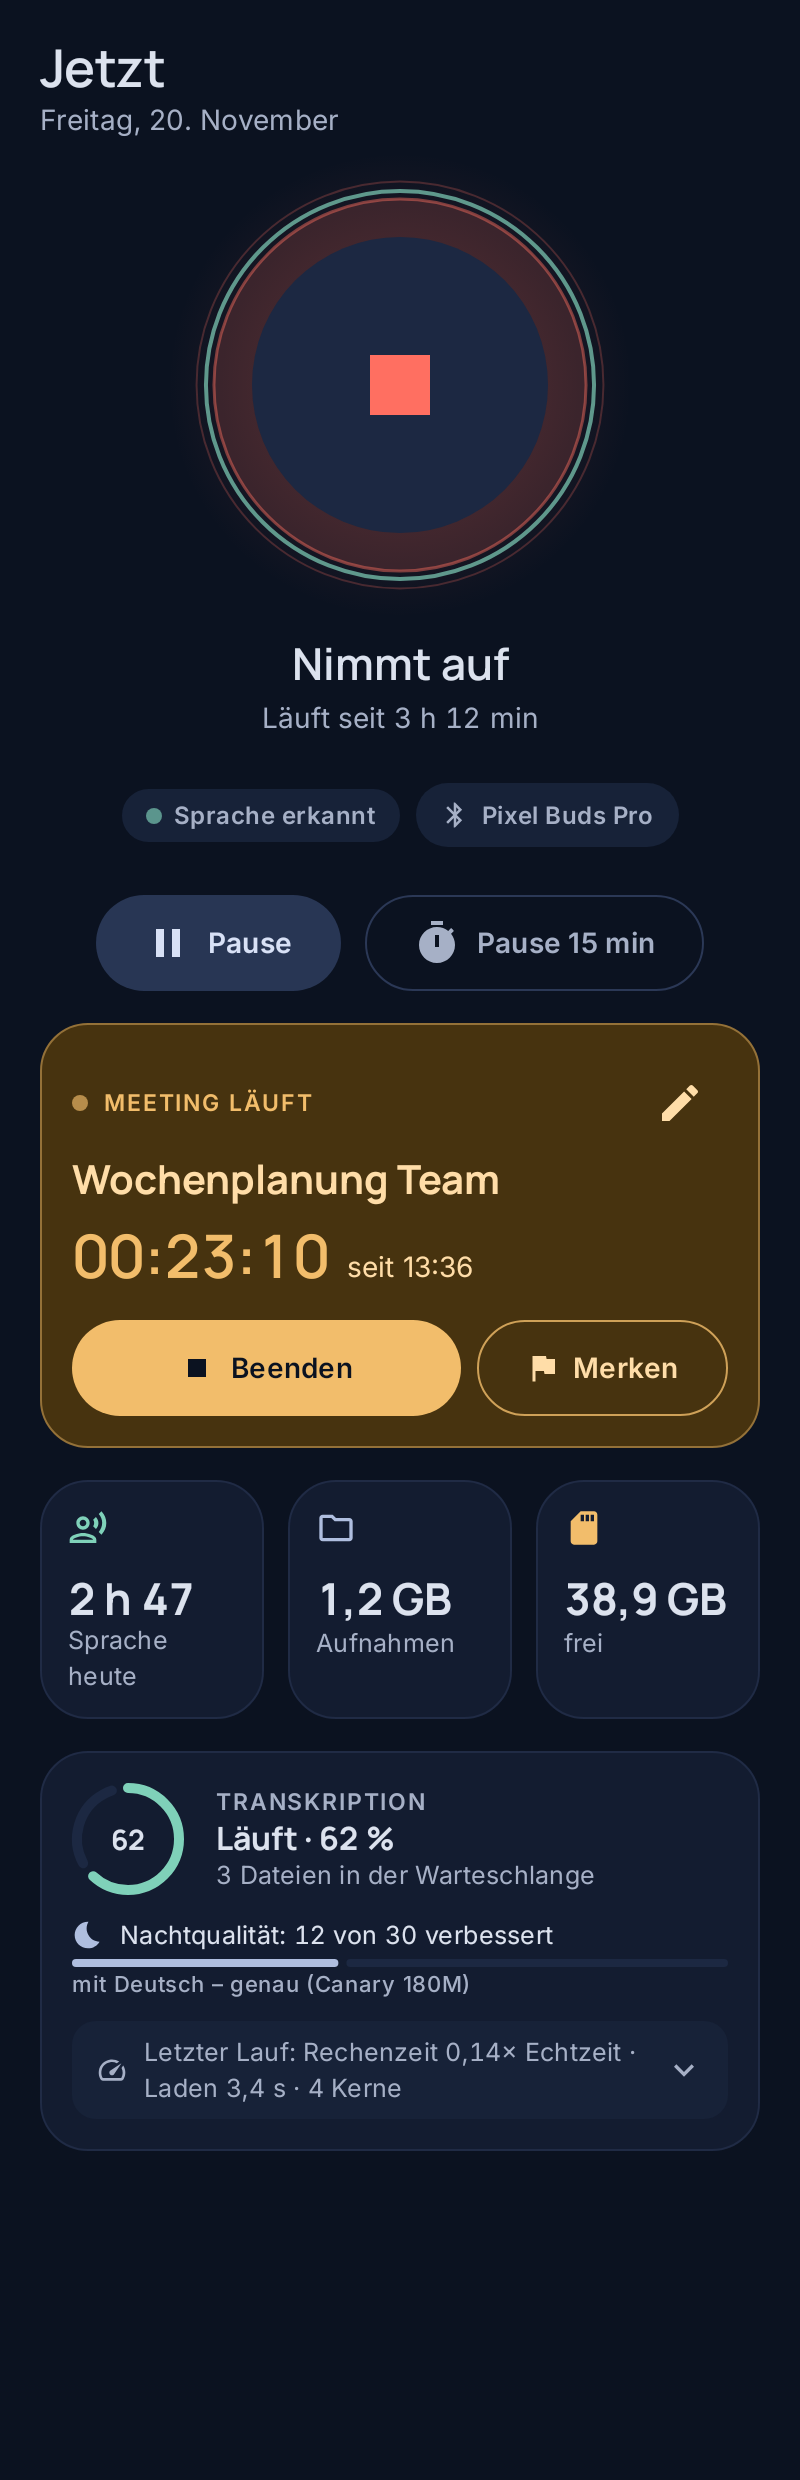 Jetzt
Freitag, 20. November
Nimmt auf
Läuft seit 3 h 12 min
Sprache erkannt
Pixel Buds Pro
Pause
Pause 15 min
MEETING LÄUFT
Wochenplanung Team
00:23:10 seit 13:36
Beenden
Merken
2 h 47
Sprache
heute
1,2 GB
Aufnahmen
38,9 GB
frei
62
TRANSKRIPTION
Läuft · 62 %
3 Dateien in der Warteschlange
Nachtqualität: 12 von 30 verbessert
mit Deutsch – genau (Canary 180M)
Letzter Lauf: Rechenzeit 0,14× Echtzeit ·
Laden 3,4 s · 4 Kerne